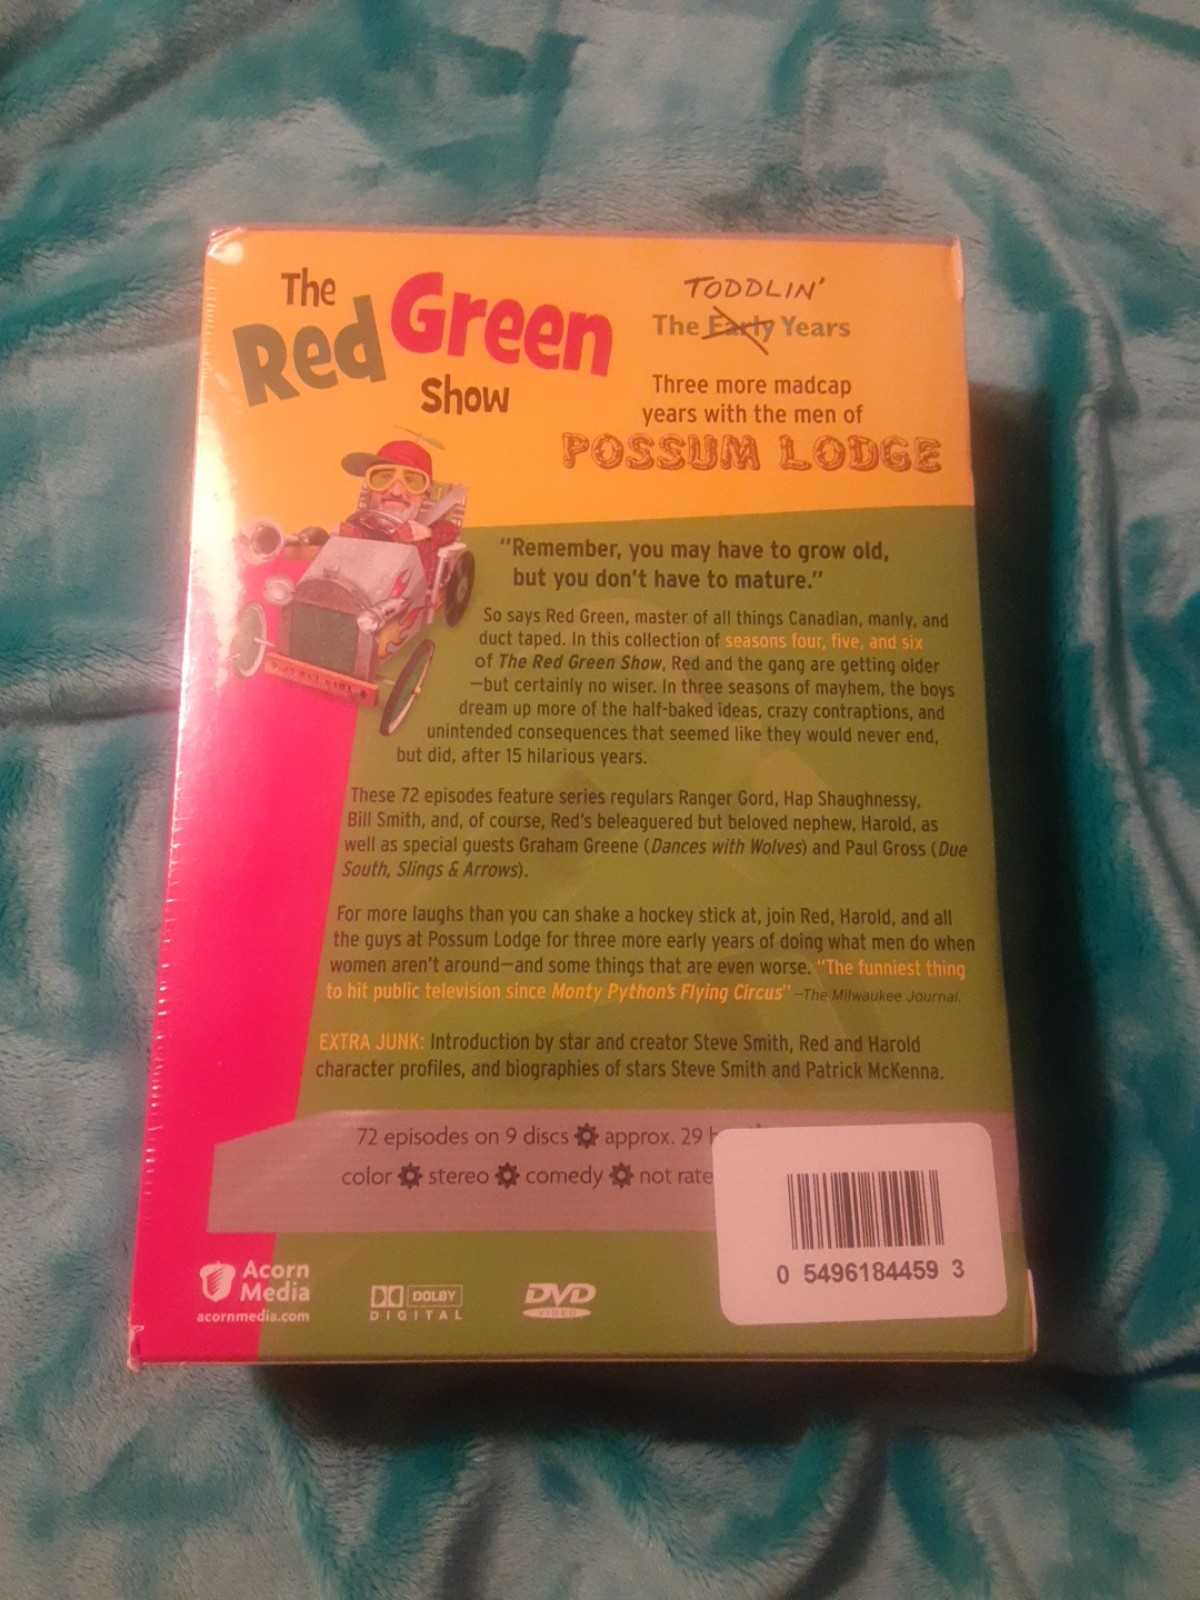 The
Red Green
Show
TODDLIN'
The Early Years
Three more madcap
years with the men of
POSSUM LODGE
“Remember, you may have to grow old,
but you don't have to mature.”
So says Red Green, master of all things Canadian, manly, and
duct taped. In this collection of seasons four, five, and six
of The Red Green Show, Red and the gang are getting older
—but certainly no wiser. In three seasons of mayhem, the boys
dream up more of the half-baked ideas, crazy contraptions, and
unintended consequences that seemed like they would never end,
but did, after 15 hilarious years.
These 72 episodes feature series regulars Ranger Gord, Hap Shaughnessy,
Bill Smith, and, of course, Red's beleaguered but beloved nephew, Harold, as
well as special guests Graham Greene (Dances with Wolves) and Paul Gross (Due
South, Slings & Arrows).
For more laughs than you can shake a hockey stick at, join Red, Harold, and all
the guys at Possum Lodge for three more early years of doing what men do when
women aren't around—and some things that are even worse. “The funniest thing
to hit public television since Monty Python's Flying Circus” —The Milwaukee Journal.
EXTRA JUNK: Introduction by star and creator Steve Smith, Red and Harold
character profiles, and biographies of stars Steve Smith and Patrick McKenna.
72 episodes on 9 discs approx. 29
color stereo comedy not rate
Acorn
Media
acornmedia.com
DOLBY
DIGITAL
DVD
VIDEO
0 5496184459 3